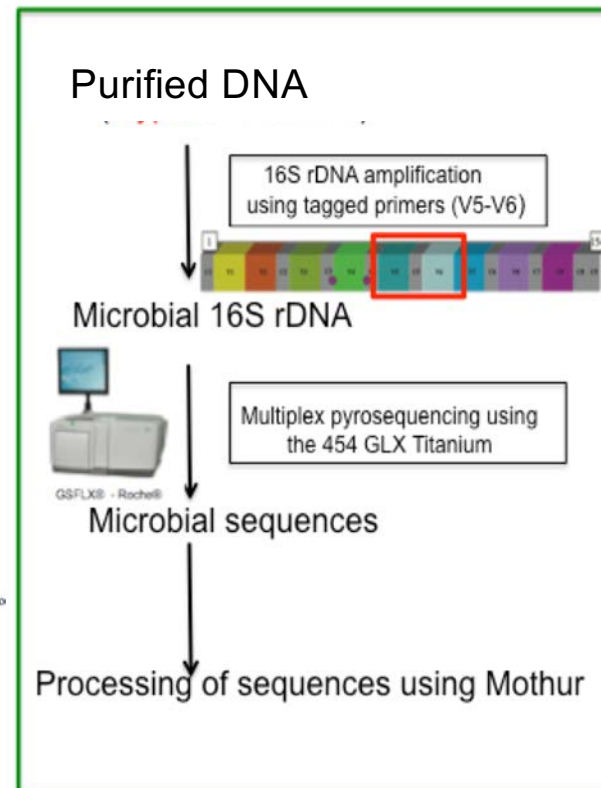 Purified DNA
16S rDNA amplification
using tagged primers (V5-V6)
1
Microbial 16S rDNA
Multiplex pyrosequencing using
the 454 GLX Titanium
GSFLX® - Roche®
Microbial sequences
Processing of sequences using Mothur